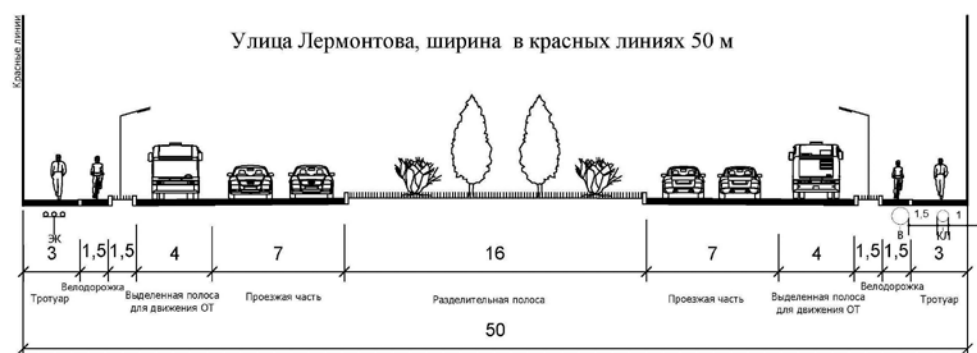 Улица Лермонтова, ширина в красных линиях 50 м
Красные линии
ЭК
В
1,5
КЛ
1
3
1,5
1,5
4
7
16
7
4
1,5
1,5
3
Тротуар
Велодорожка
Выделенная полоса
для движения ОТ
Проезжая часть
Разделительная полоса
Проезжая часть
Выделенная полоса
для движения ОТ
Велодорожка
Тротуар
50